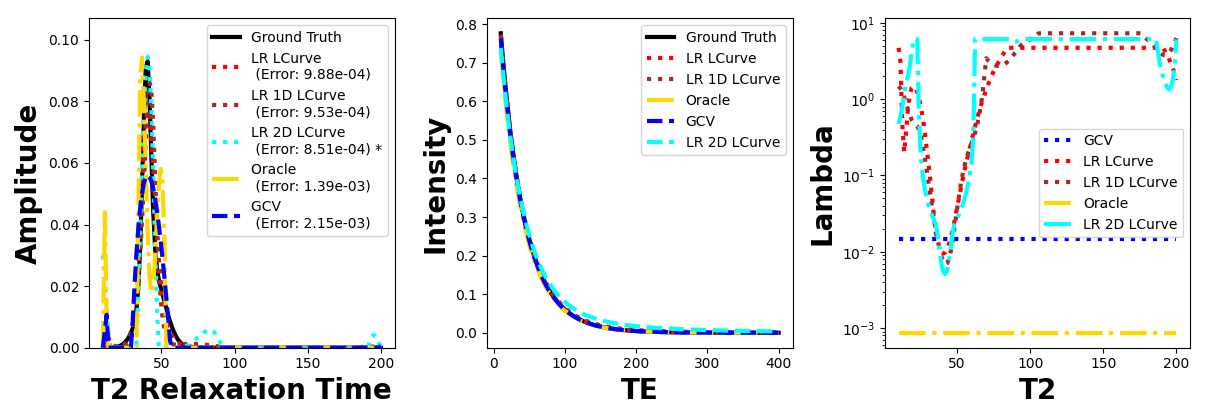 0.10
0.08
0.06
0.04
0.02
0.00
50
100
150
200
Amplitude
T2 Relaxation Time
Ground Truth
LR LCurve
(Error: 9.88e-04)
LR 1D LCurve
(Error: 9.53e-04)
LR 2D LCurve
(Error: 8.51e-04) *
Oracle
(Error: 1.39e-03)
GCV
(Error: 2.15e-03)
0.8
0.7
0.6
0.5
0.4
0.3
0.2
0.1
0.0
0
100
200
300
400
Intensity
TE
Ground Truth
LR LCurve
LR 1D LCurve
Oracle
GCV
LR 2D LCurve
10¹
10⁰
10⁻¹
10⁻²
10⁻³
50
100
150
200
Lambda
T2
GCV
LR LCurve
LR 1D LCurve
Oracle
LR 2D LCurve